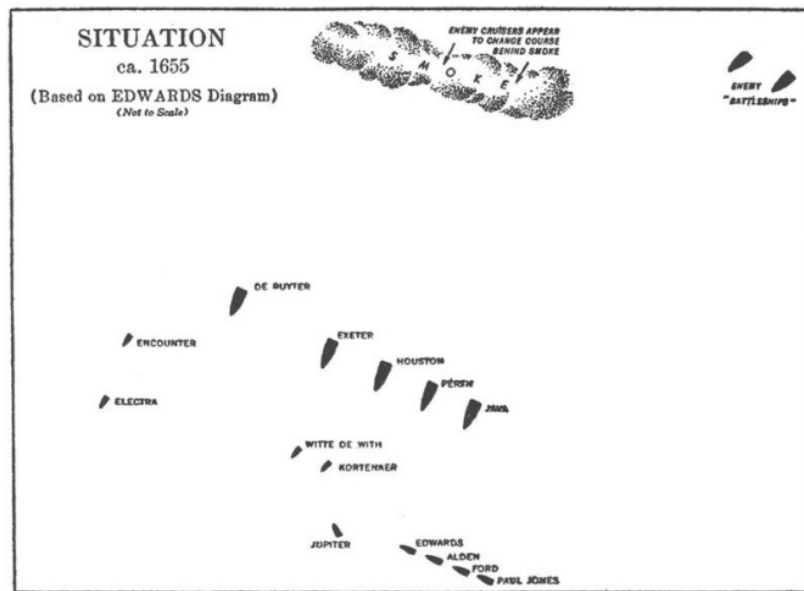 SITUATION
ca. 1655
(Based on EDWARDS Diagram)
(Not to Scale)
ENEMY CRUISERS APPEAR
TO CHANGE COURSE
BEHIND SMOKE
SMOKE
ENEMY
"BATTLESHIPS"
DE RUYTER
ENCOUNTER
EXETER
HOUSTON
ELECTRA
PERTH
JAVA
WITTE DE WITH
KORTENAER
JUPITER
EDWARDS
ALDEN
FORD
PAUL JONES